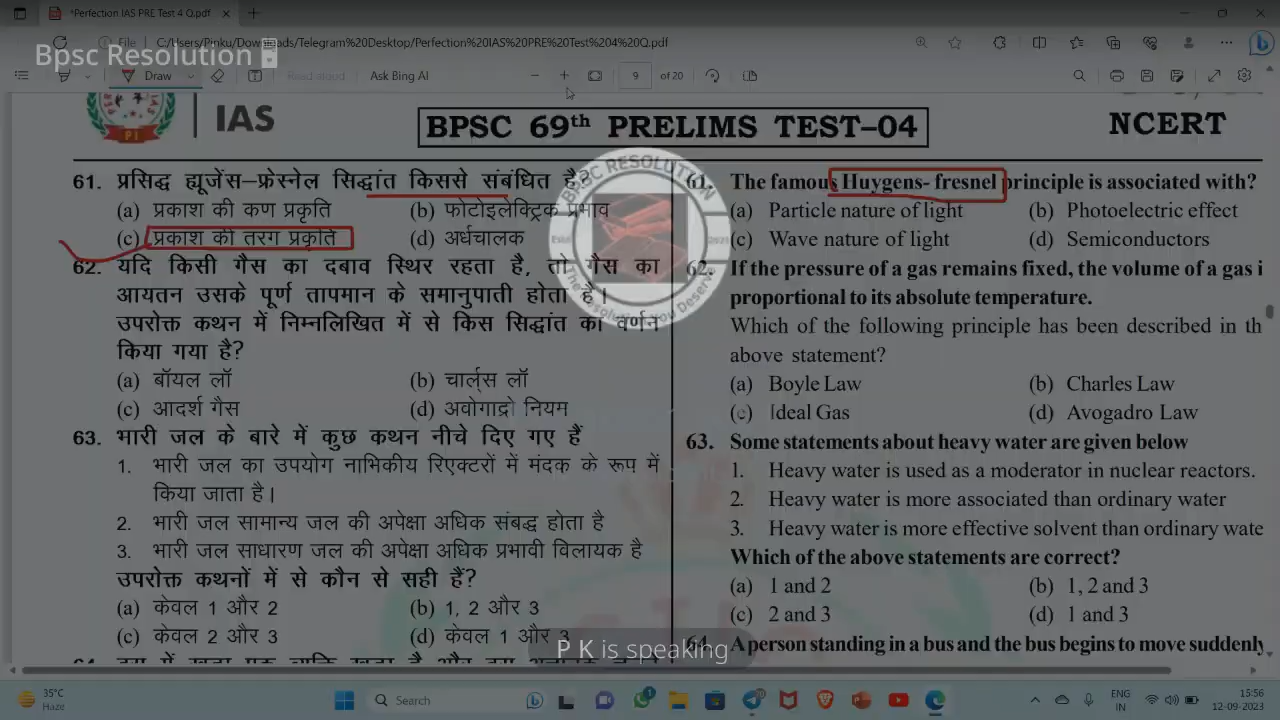 *Perfection IAS PRE Test 4 Q.pdf
File
C:/Users/Pinku/Downloads/Telegram%20Desktop/Perfection%20IAS%20PRE%20Test%204%20Q.pdf
Bpsc Resolution
Draw
Read aloud
Ask Bing AI
9
of 20
IAS
BPSC 69th PRELIMS TEST–04
NCERT
61. प्रसिद्ध ह्यूजेंस–फ्रेस्नेल सिद्धांत किससे संबंधित है?
(a) प्रकाश की कण प्रकृति (b) फोटोइलेक्ट्रिक प्रभाव
(c) प्रकाश की तरंग प्रकृति (d) अर्धचालक
62. यदि किसी गैस का दबाव स्थिर रहता है, तो गैस का
आयतन उसके पूर्ण तापमान के समानुपाती होता है।
उपरोक्त कथन में निम्नलिखित में से किस सिद्धांत का वर्णन
किया गया है?
(a) बॉयल लॉ (b) चार्ल्स लॉ
(c) आदर्श गैस (d) अवोगाद्रो नियम
63. भारी जल के बारे में कुछ कथन नीचे दिए गए हैं
1. भारी जल का उपयोग नाभिकीय रिएक्टरों में मंदक के रूप में
किया जाता है।
2. भारी जल सामान्य जल की अपेक्षा अधिक संबद्ध होता है
3. भारी जल साधारण जल की अपेक्षा अधिक प्रभावी विलायक है
उपरोक्त कथनों में से कौन से सही हैं?
(a) केवल 1 और 2 (b) 1, 2 और 3
(c) केवल 2 और 3 (d) केवल 1 और 3
61. The famous Huygens- fresnel principle is associated with?
(a) Particle nature of light (b) Photoelectric effect
(c) Wave nature of light (d) Semiconductors
62. If the pressure of a gas remains fixed, the volume of a gas i
proportional to its absolute temperature.
Which of the following principle has been described in th
above statement?
(a) Boyle Law (b) Charles Law
(c) Ideal Gas (d) Avogadro Law
63. Some statements about heavy water are given below
1. Heavy water is used as a moderator in nuclear reactors.
2. Heavy water is more associated than ordinary water
3. Heavy water is more effective solvent than ordinary wate
Which of the above statements are correct?
(a) 1 and 2 (b) 1, 2 and 3
(c) 2 and 3 (d) 1 and 3
64. A person standing in a bus and the bus begins to move suddenly
BPSC RESOLUTION
The Resolution You Deserve
P K is speaking
35°C
Haze
Search
ENG
IN
15:56
12-09-2023